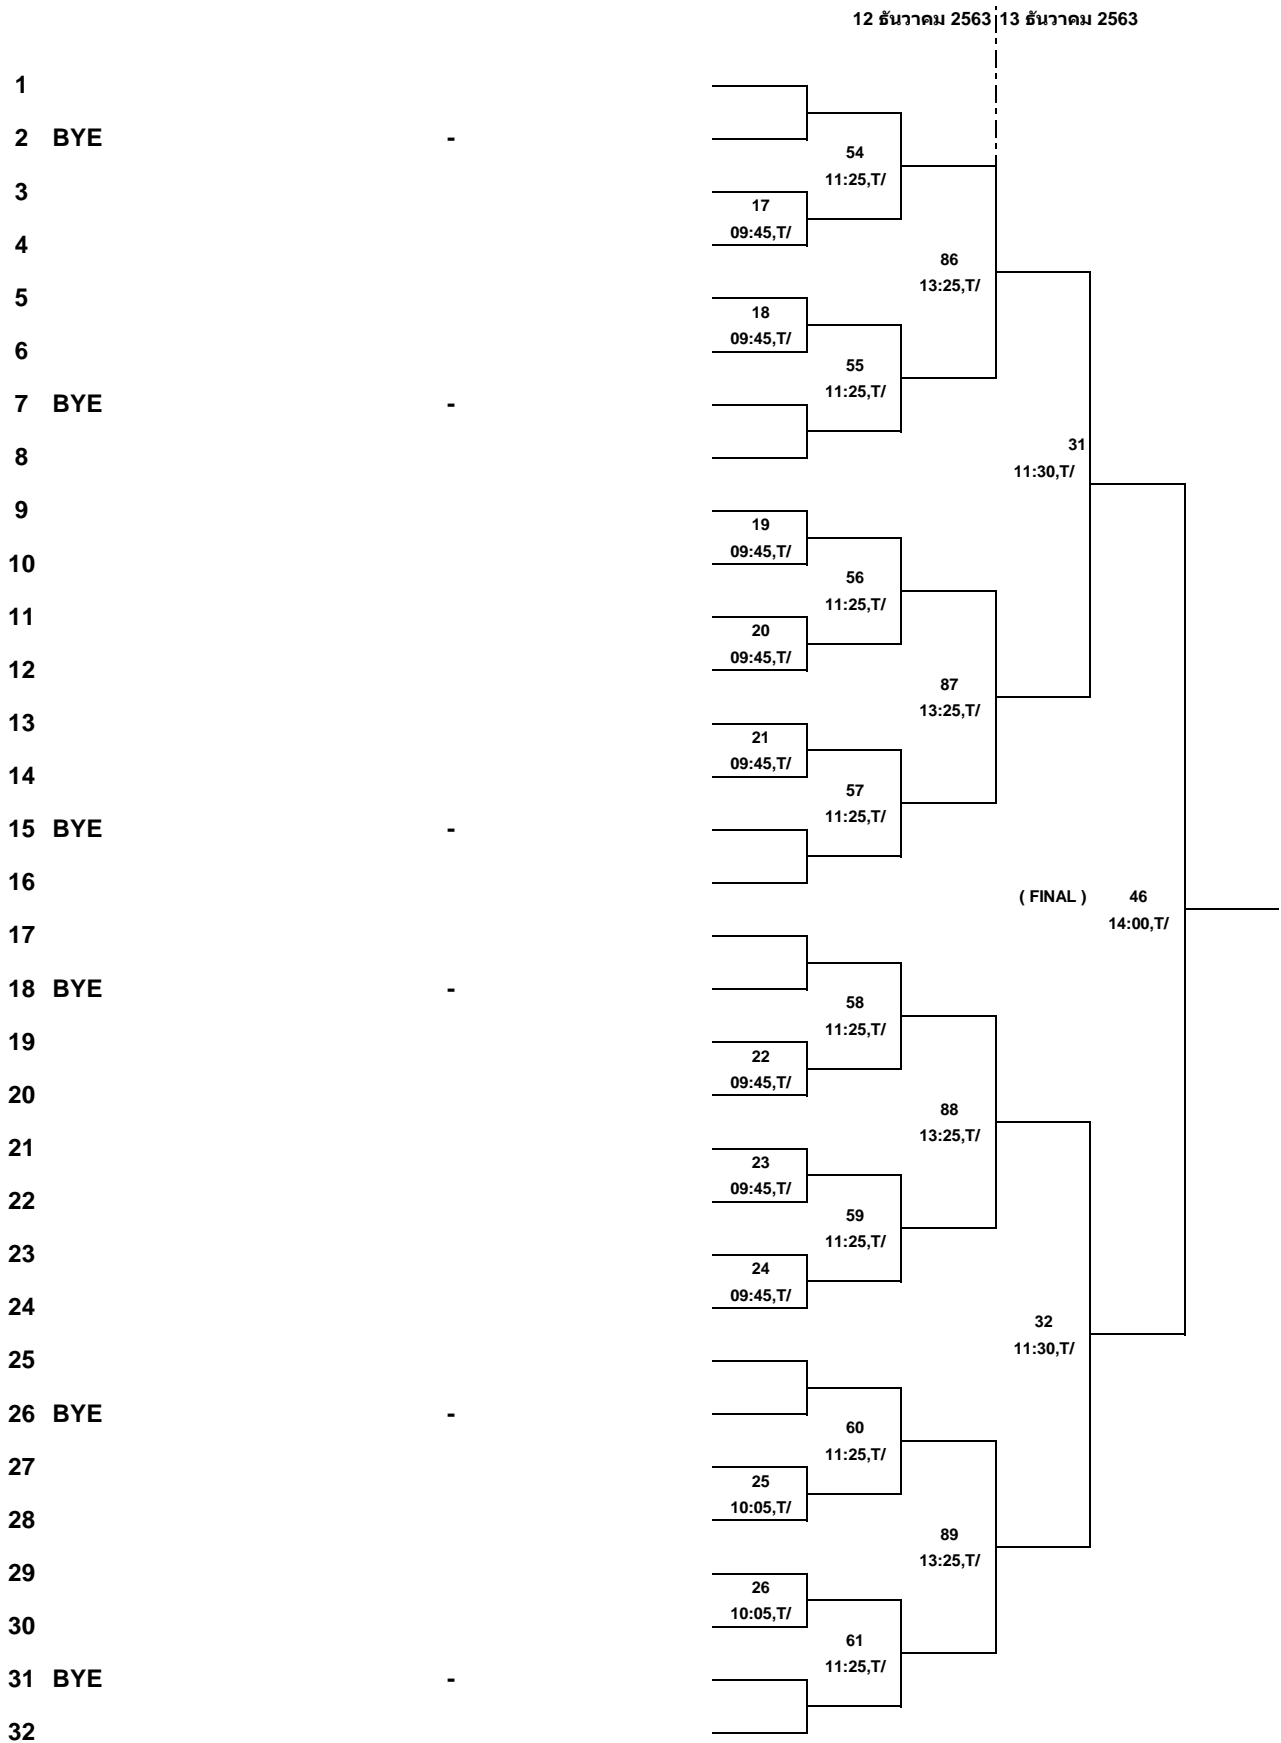 12 ธันวาคม 2563 13 ธันวาคม 2563
1
2 BYE -
54
11:25,T/
3
17
09:45,T/
4
86
13:25,T/
5
18
09:45,T/
6
55
11:25,T/
7 BYE -
8
31
11:30,T/
9
19
09:45,T/
10
56
11:25,T/
11
20
09:45,T/
12
87
13:25,T/
13
21
09:45,T/
14
57
11:25,T/
15 BYE -
16
( FINAL ) 46
14:00,T/
17
18 BYE -
58
11:25,T/
19
22
09:45,T/
20
88
13:25,T/
21
23
09:45,T/
22
59
11:25,T/
23
24
09:45,T/
24
32
11:30,T/
25
26 BYE -
60
11:25,T/
27
25
10:05,T/
28
89
13:25,T/
29
26
10:05,T/
30
61
11:25,T/
31 BYE -
32